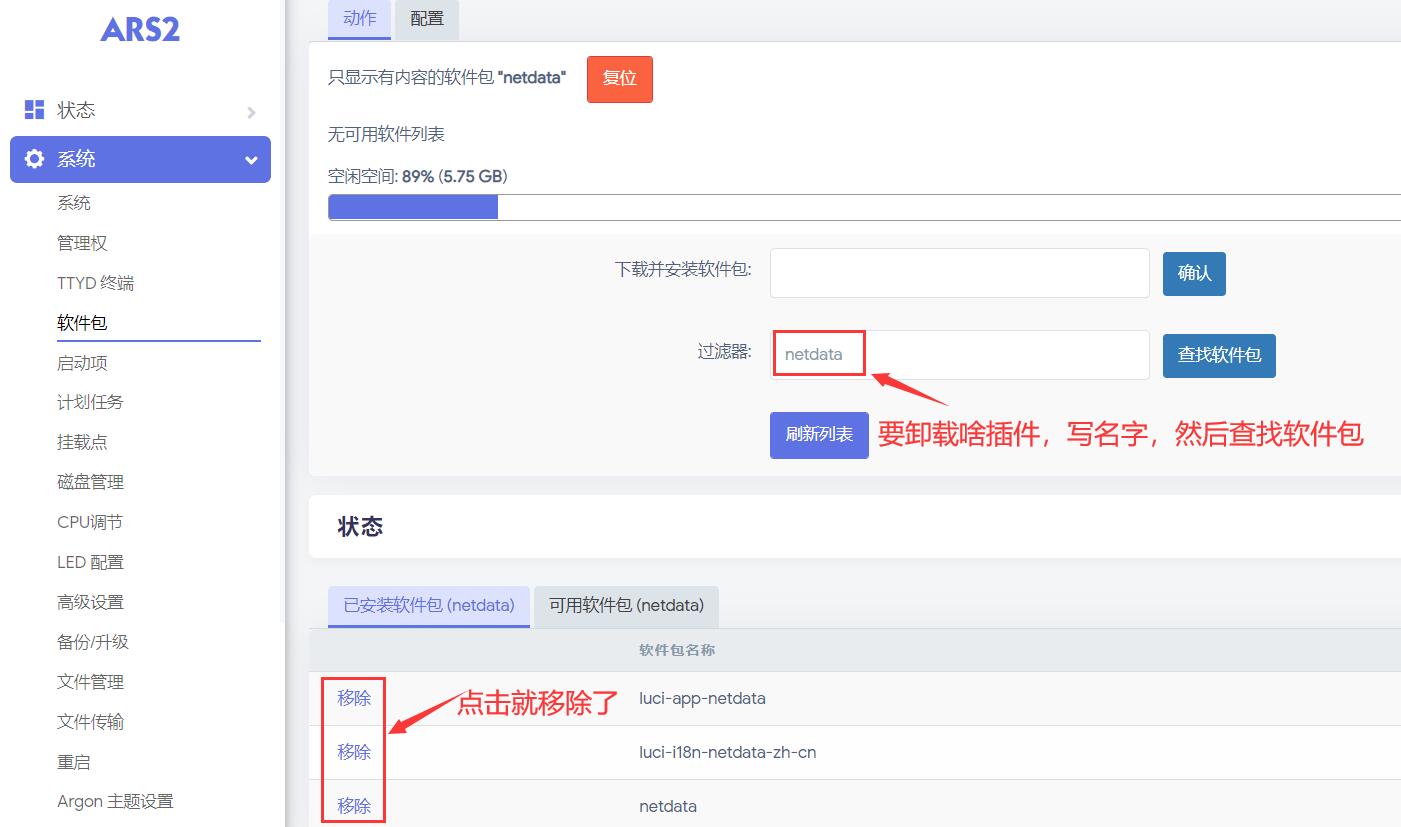 ARS2
状态
系统
系统
管理权
TTYD 终端
软件包
启动项
计划任务
挂载点
磁盘管理
CPU调节
LED 配置
高级设置
备份/升级
文件管理
文件传输
重启
Argon 主题设置
动作 配置
只显示有内容的软件包 "netdata" 复位
无可用软件列表
空闲空间: 89% (5.75 GB)
下载并安装软件包: 确认
过滤器: netdata 查找软件包
刷新列表 要卸载啥插件，写名字，然后查找软件包
状态
已安装软件包 (netdata) 可用软件包 (netdata)
软件包名称
移除 点击就移除了 luci-app-netdata
移除 luci-i18n-netdata-zh-cn
移除 netdata